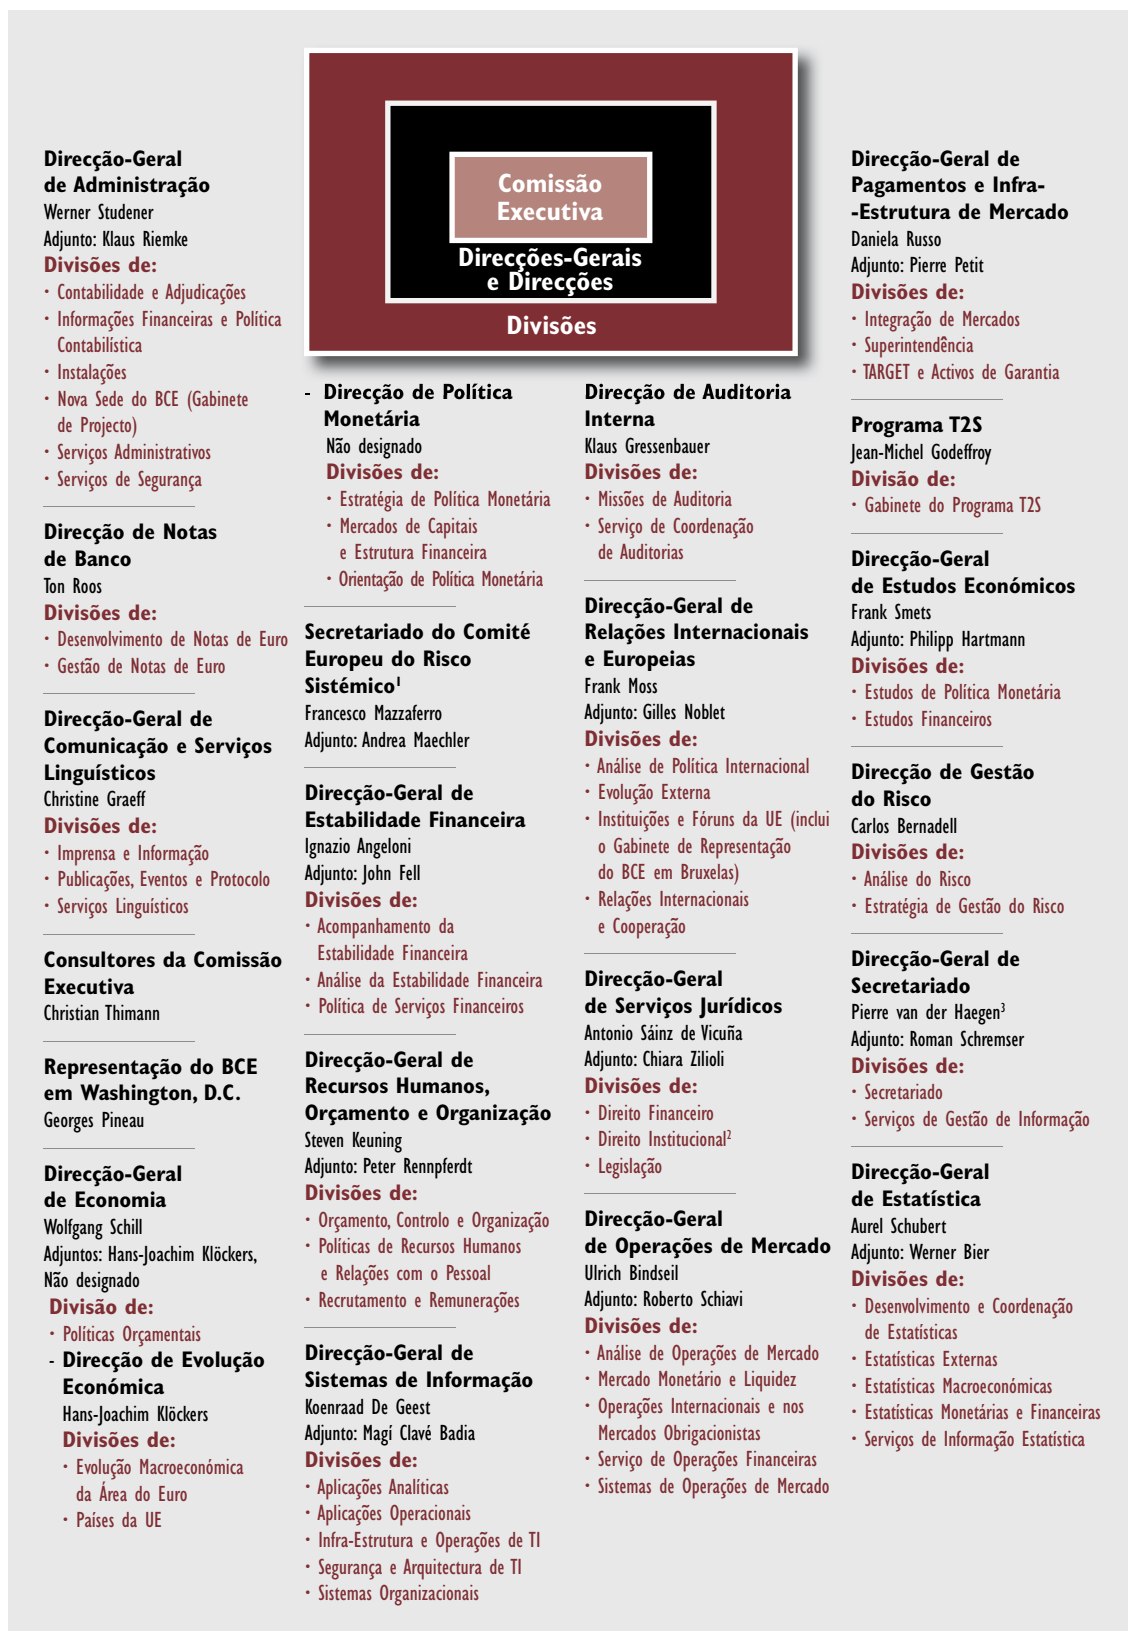 Comissão
Executiva
Direcções-Gerais
e Direcções
Divisões
Direcção-Geral
de Administração
Werner Studener
Adjunto: Klaus Riemke
Divisões de:
• Contabilidade e Adjudicações
• Informações Financeiras e Política
Contabilística
• Instalações
• Nova Sede do BCE (Gabinete
de Projecto)
• Serviços Administrativos
• Serviços de Segurança
Direcção de Notas
de Banco
Ton Roos
Divisões de:
• Desenvolvimento de Notas de Euro
• Gestão de Notas de Euro
Direcção-Geral de
Comunicação e Serviços
Linguísticos
Christine Graeff
Divisões de:
• Imprensa e Informação
• Publicações, Eventos e Protocolo
• Serviços Linguísticos
Consultores da Comissão
Executiva
Christian Thimann
Representação do BCE
em Washington, D.C.
Georges Pineau
Direcção-Geral
de Economia
Wolfgang Schill
Adjuntos: Hans-Joachim Klöckers,
Não designado
Divisão de:
• Políticas Orçamentais
- Direcção de Evolução
Económica
Hans-Joachim Klöckers
Divisões de:
• Evolução Macroeconómica
da Área do Euro
• Países da UE
- Direcção de Política
Monetária
Não designado
Divisões de:
• Estratégia de Política Monetária
• Mercados de Capitais
e Estrutura Financeira
• Orientação de Política Monetária
Secretariado do Comité
Europeu do Risco
Sistémico¹
Francesco Mazzaferro
Adjunto: Andrea Maechler
Direcção-Geral de
Estabilidade Financeira
Ignazio Angeloni
Adjunto: John Fell
Divisões de:
• Acompanhamento da
Estabilidade Financeira
• Análise da Estabilidade Financeira
• Política de Serviços Financeiros
Direcção-Geral de
Recursos Humanos,
Orçamento e Organização
Steven Keuning
Adjunto: Peter Rennpferdt
Divisões de:
• Orçamento, Controlo e Organização
• Políticas de Recursos Humanos
e Relações com o Pessoal
• Recrutamento e Remunerações
Direcção-Geral de
Sistemas de Informação
Koenraad De Geest
Adjunto: Magí Clavé Badia
Divisões de:
• Aplicações Analíticas
• Aplicações Operacionais
• Infra-Estrutura e Operações de TI
• Segurança e Arquitectura de TI
• Sistemas Organizacionais
Direcção de Auditoria
Interna
Klaus Gressenbauer
Divisões de:
• Missões de Auditoria
• Serviço de Coordenação
de Auditorias
Direcção-Geral de
Relações Internacionais
e Europeias
Frank Moss
Adjunto: Gilles Noblet
Divisões de:
• Análise de Política Internacional
• Evolução Externa
• Instituições e Fóruns da UE (inclui
o Gabinete de Representação
do BCE em Bruxelas)
• Relações Internacionais
e Cooperação
Direcção-Geral
de Serviços Jurídicos
Antonio Sáinz de Vicuña
Adjunto: Chiara Zilioli
Divisões de:
• Direito Financeiro
• Direito Institucional²
• Legislação
Direcção-Geral
de Operações de Mercado
Ulrich Bindseil
Adjunto: Roberto Schiavi
Divisões de:
• Análise de Operações de Mercado
• Mercado Monetário e Liquidez
• Operações Internacionais e nos
Mercados Obrigacionistas
• Serviço de Operações Financeiras
• Sistemas de Operações de Mercado
Direcção-Geral de
Pagamentos e Infra-
-Estrutura de Mercado
Daniela Russo
Adjunto: Pierre Petit
Divisões de:
• Integração de Mercados
• Superintendência
• TARGET e Activos de Garantia
Programa T2S
Jean-Michel Godeffroy
Divisão de:
• Gabinete do Programa T2S
Direcção-Geral
de Estudos Económicos
Frank Smets
Adjunto: Philipp Hartmann
Divisões de:
• Estudos de Política Monetária
• Estudos Financeiros
Direcção de Gestão
do Risco
Carlos Bernadell
Divisões de:
• Análise do Risco
• Estratégia de Gestão do Risco
Direcção-Geral de
Secretariado
Pierre van der Haegen³
Adjunto: Roman Schremser
Divisões de:
• Secretariado
• Serviços de Gestão de Informação
Direcção-Geral
de Estatística
Aurel Schubert
Adjunto: Werner Bier
Divisões de:
• Desenvolvimento e Coordenação
de Estatísticas
• Estatísticas Externas
• Estatísticas Macroeconómicas
• Estatísticas Monetárias e Financeiras
• Serviços de Informação Estatística